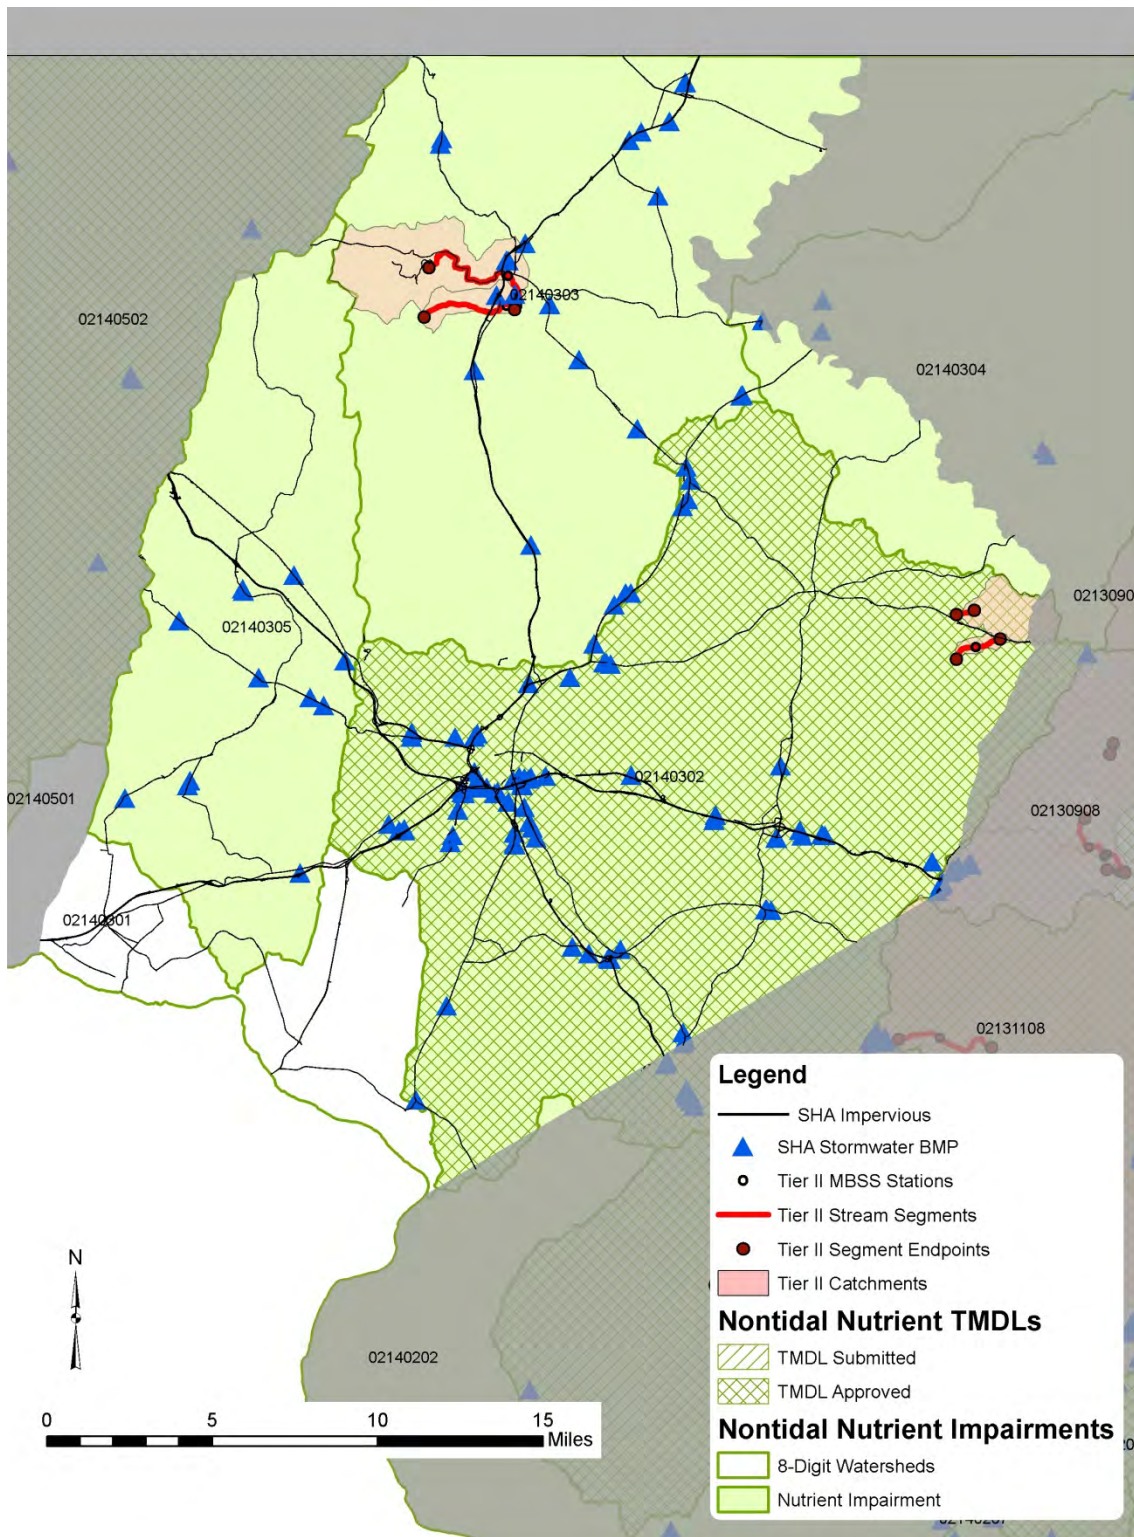 02140303
02140502
02140304
0213090
02140305
02140302
02140501
02130908
02140301
02131108
Legend
SHA Impervious
SHA Stormwater BMP
Tier II MBSS Stations
Tier II Stream Segments
Tier II Segment Endpoints
Tier II Catchments
Nontidal Nutrient TMDLs
TMDL Submitted
TMDL Approved
Nontidal Nutrient Impairments
8-Digit Watersheds
Nutrient Impairment
N
02140202
0 5 10 15
Miles
20